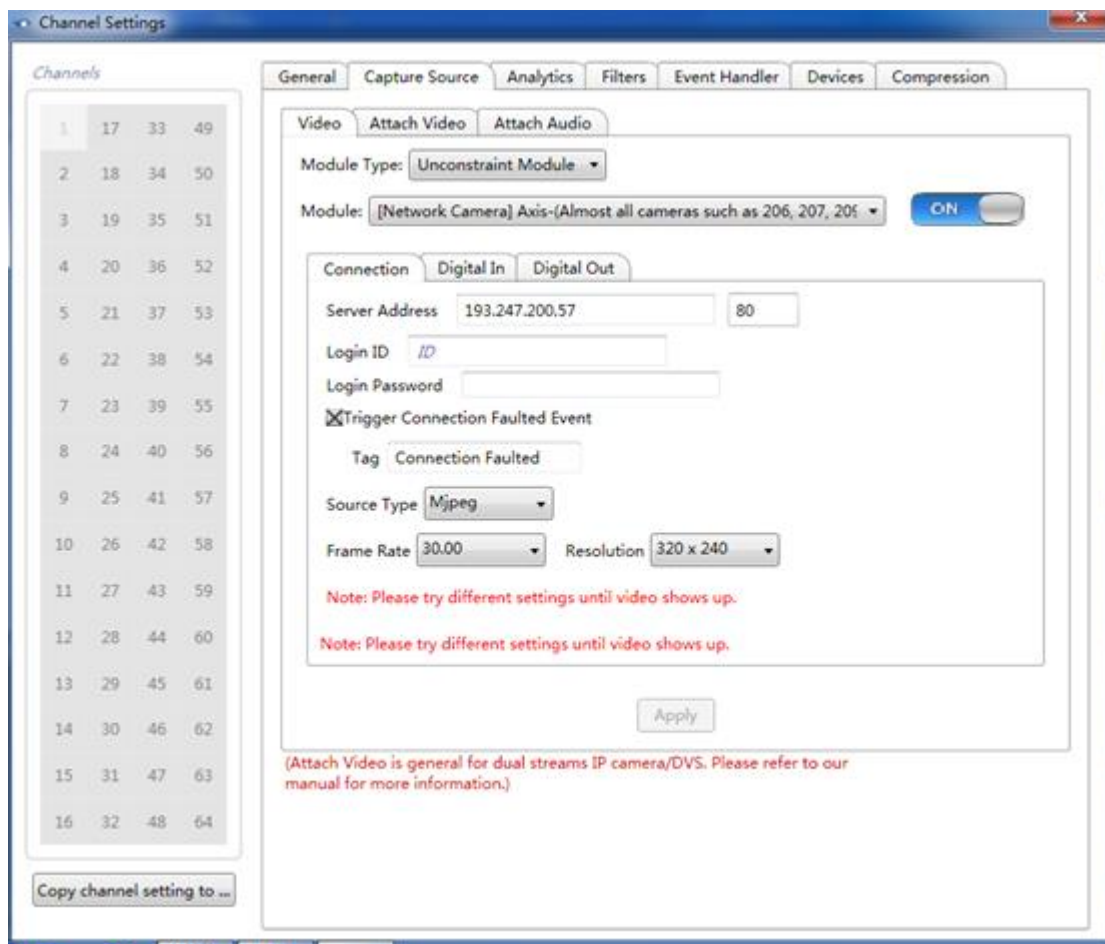 Channel Settings
Channels
General Capture Source Analytics Filters Event Handler Devices Compression
Video Attach Video Attach Audio
1 17 33 49
Module Type: Unconstraint Module
2 18 34 50
Module: [Network Camera] Axis-(Almost all cameras such as 206, 207, 209 ON
3 19 35 51
4 20 36 52
Connection Digital In Digital Out
5 21 37 53
Server Address 193.247.200.57 80
6 22 38 54
Login ID ID
Login Password
7 23 39 55
Trigger Connection Faulted Event
8 24 40 56
Tag Connection Faulted
9 25 41 57
Source Type Mjpeg
10 26 42 58
Frame Rate 30.00 Resolution 320 x 240
11 27 43 59
Note: Please try different settings until video shows up.
12 28 44 60
Note: Please try different settings until video shows up.
13 29 45 61
14 30 46 62
Apply
15 31 47 63
(Attach Video is general for dual streams IP camera/DVS. Please refer to our
manual for more information.)
16 32 48 64
Copy channel setting to ...